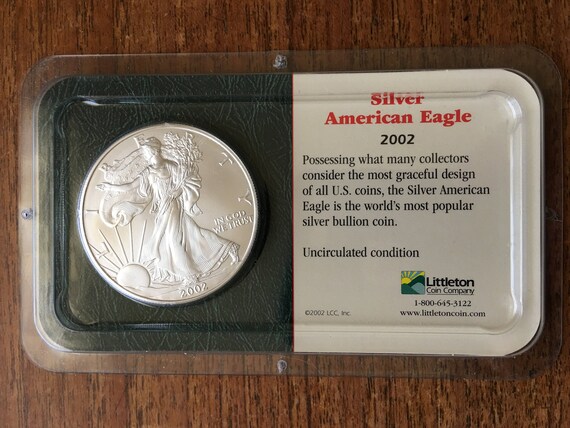 LIBERTY
IN GOD
WE TRUST
2002
Silver
American Eagle
2002
Possessing what many collectors
consider the most graceful design
of all U.S. coins, the Silver American
Eagle is the world's most popular
silver bullion coin.
Uncirculated condition
Littleton
Coin Company
1-800-645-3122
©2002 LCC, Inc.
www.littletoncoin.com